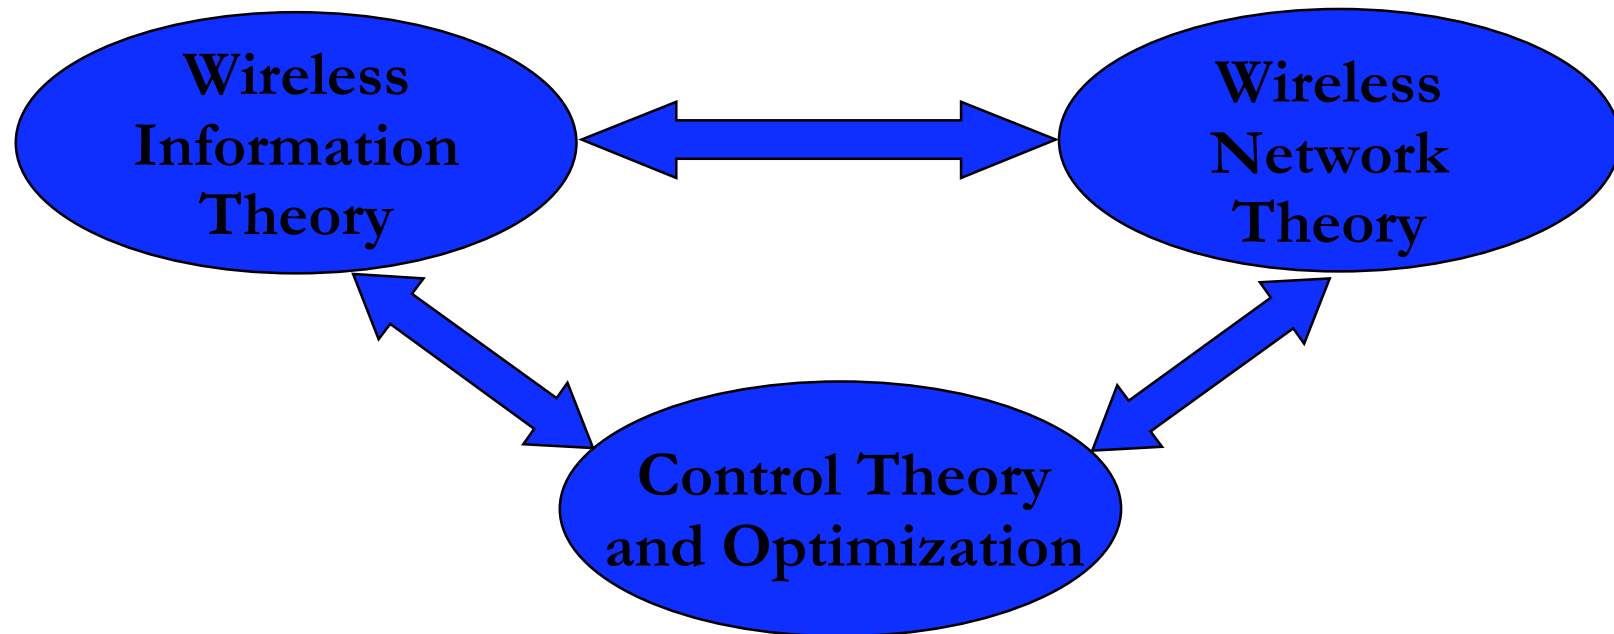 Wireless
Information
Theory
Wireless
Network
Theory
Control Theory
and Optimization